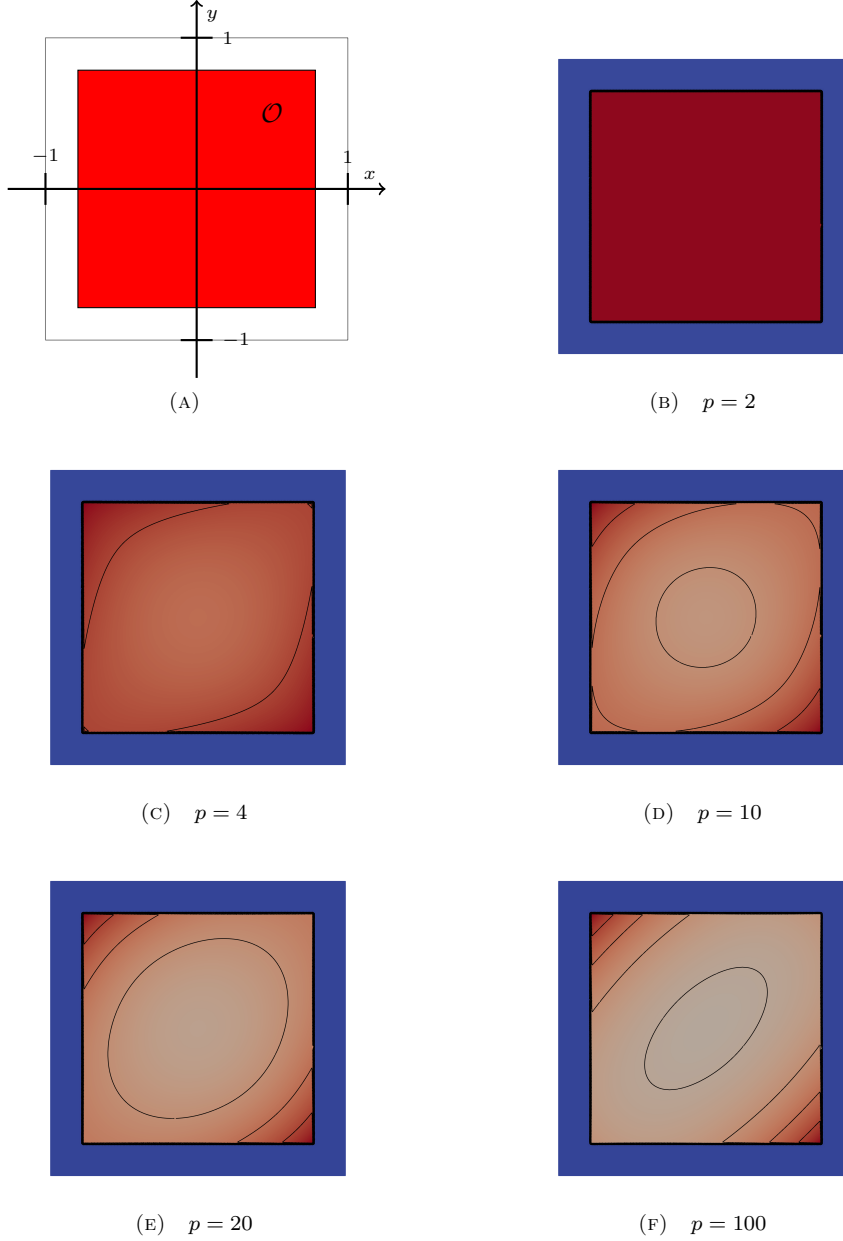 y
1
𝒪
−1
1
x
−1
(A)
(B) p = 2
(C) p = 4
(D) p = 10
(E) p = 20
(F) p = 100